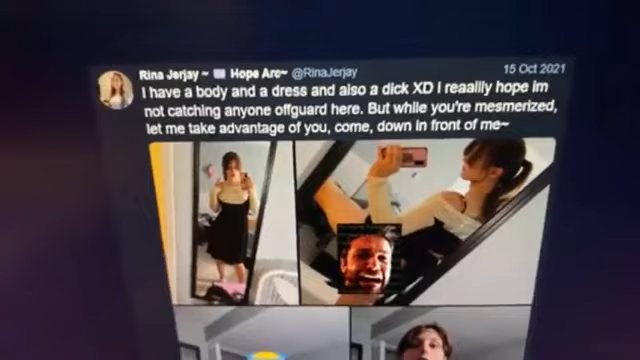 Rina Jerjay ~ Hope Arc~ @RinaJerjay 15 Oct 2021
I have a body and a dress and also a dick XD I reaailly hope im
not catching anyone offguard here. But while you're mesmerized,
let me take advantage of you, come, down in front of me~